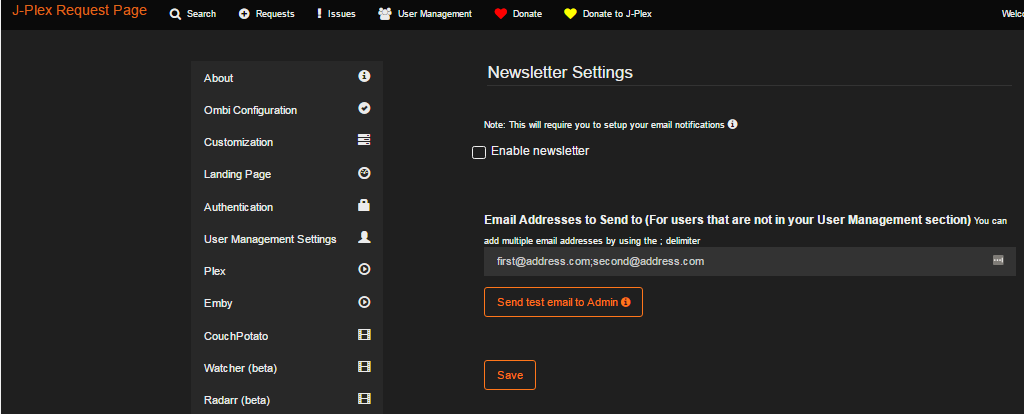 J-Plex Request Page Search Requests Issues User Management Donate Donate to J-Plex
About
Ombi Configuration
Customization
Landing Page
Authentication
User Management Settings
Plex
Emby
CouchPotato
Watcher (beta)
Radarr (beta)
Newsletter Settings
Note: This will require you to setup your email notifications
Enable newsletter
Email Addresses to Send to (For users that are not in your User Management section) You can
add multiple email addresses by using the ; delimiter
first@address.com;second@address.com
Send test email to Admin
Save